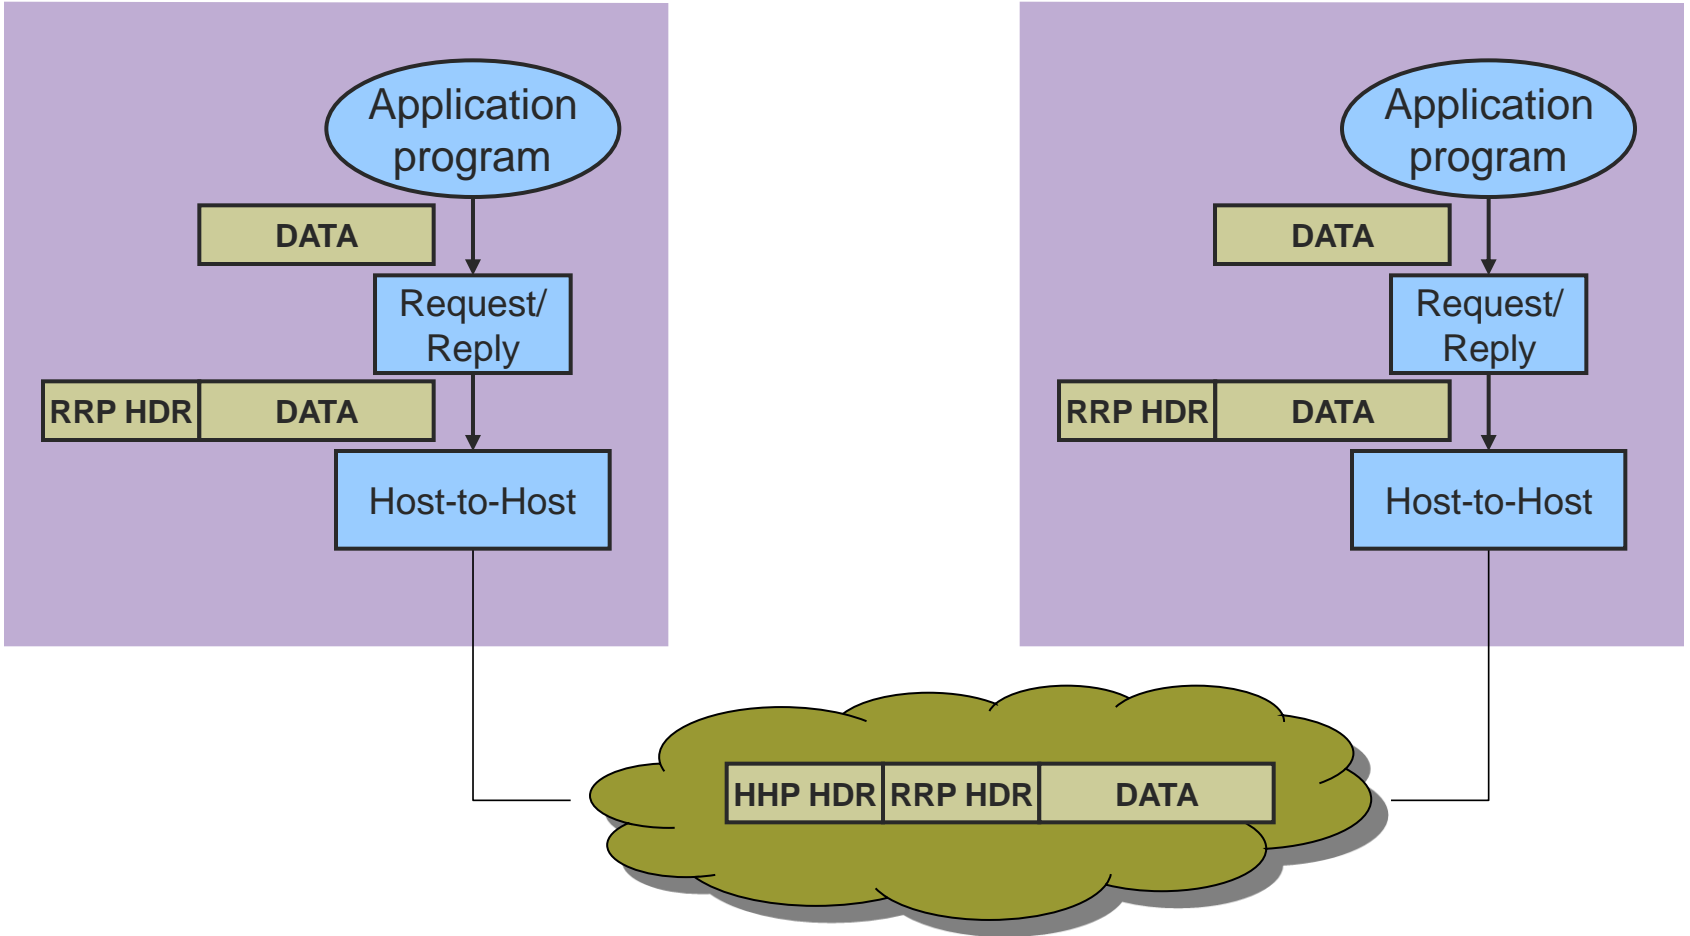 Application
program
DATA
Request/
Reply
RRP HDR DATA
Host-to-Host
Application
program
DATA
Request/
Reply
RRP HDR DATA
Host-to-Host
HHP HDR RRP HDR DATA